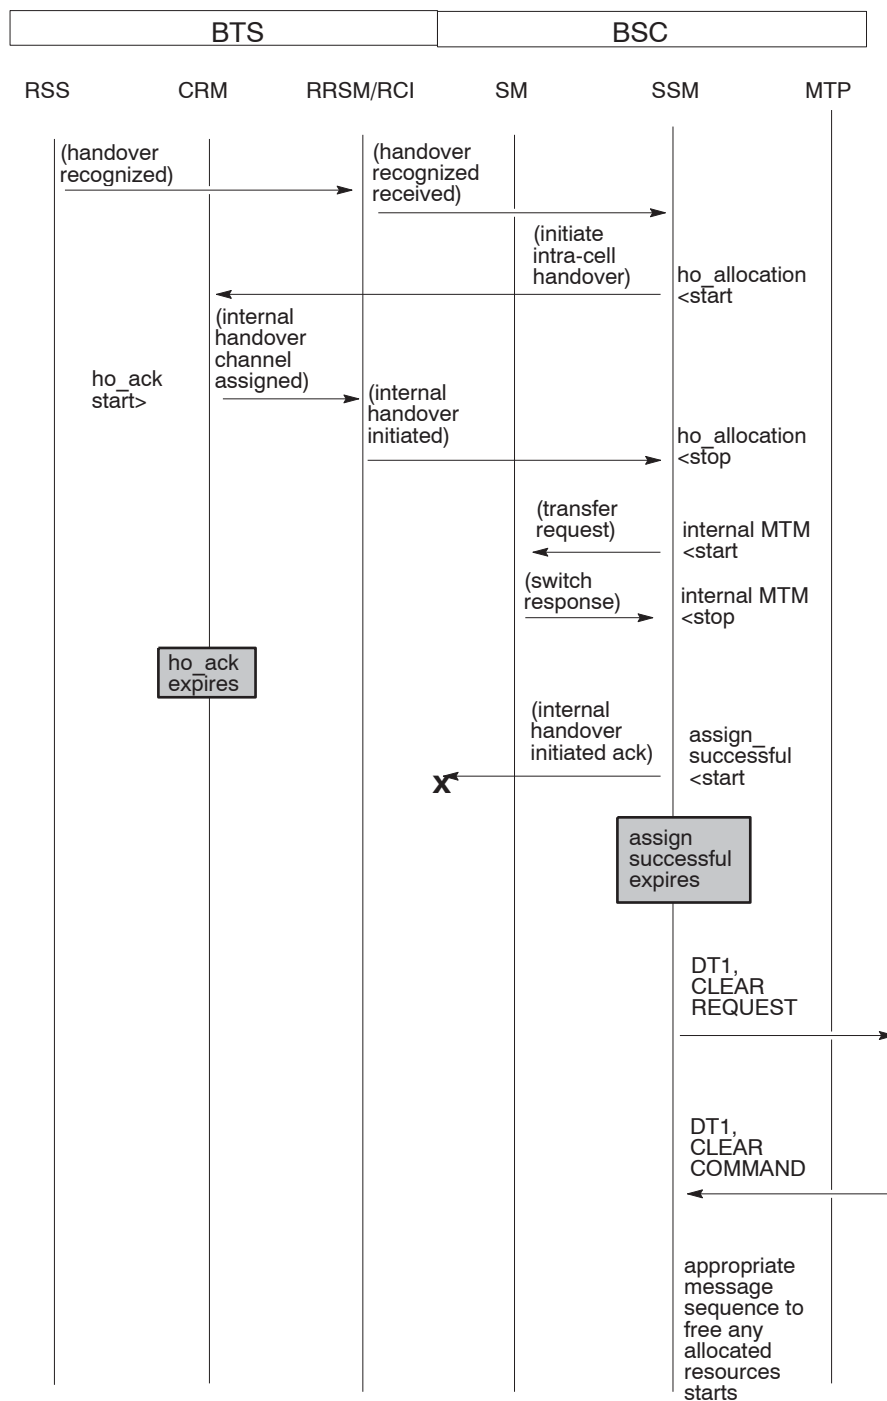 BTS
BSC
RSS
CRM
RRSM/RCI
SM
SSM
MTP
(handover
recognized)
(handover
recognized
received)
(initiate
intra-cell
handover)
ho_allocation
<start
(internal
handover
channel
assigned)
ho_ack
start>
(internal
handover
initiated)
ho_allocation
<stop
(transfer
request)
internal MTM
<start
(switch
response)
internal MTM
<stop
ho_ack
expires
(internal
handover
initiated ack)
assign_
successful
<start
X
assign
successful
expires
DT1,
CLEAR
REQUEST
DT1,
CLEAR
COMMAND
appropriate
message
sequence to
free any
allocated
resources
starts